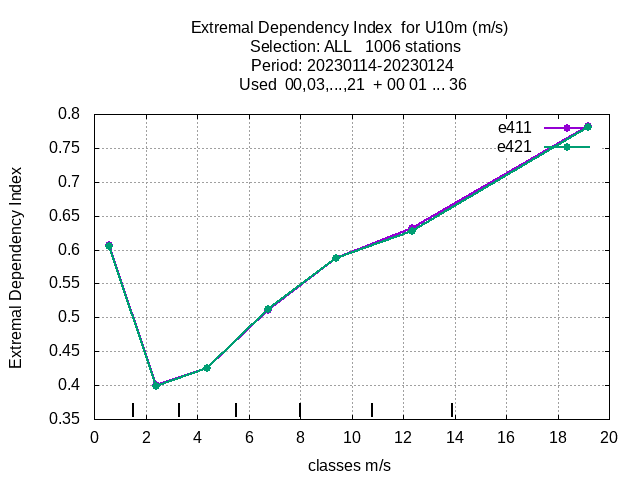 Extremal Dependency Index  for U10m (m/s)
Selection: ALL   1006 stations
Period: 20230114-20230124
Used  00,03,...,21  + 00 01 ... 36
Extremal Dependency Index
0.8
0.75
0.7
0.65
0.6
0.55
0.5
0.45
0.4
0.35
e411
e421
0 2 4 6 8 10 12 14 16 18 20
classes m/s